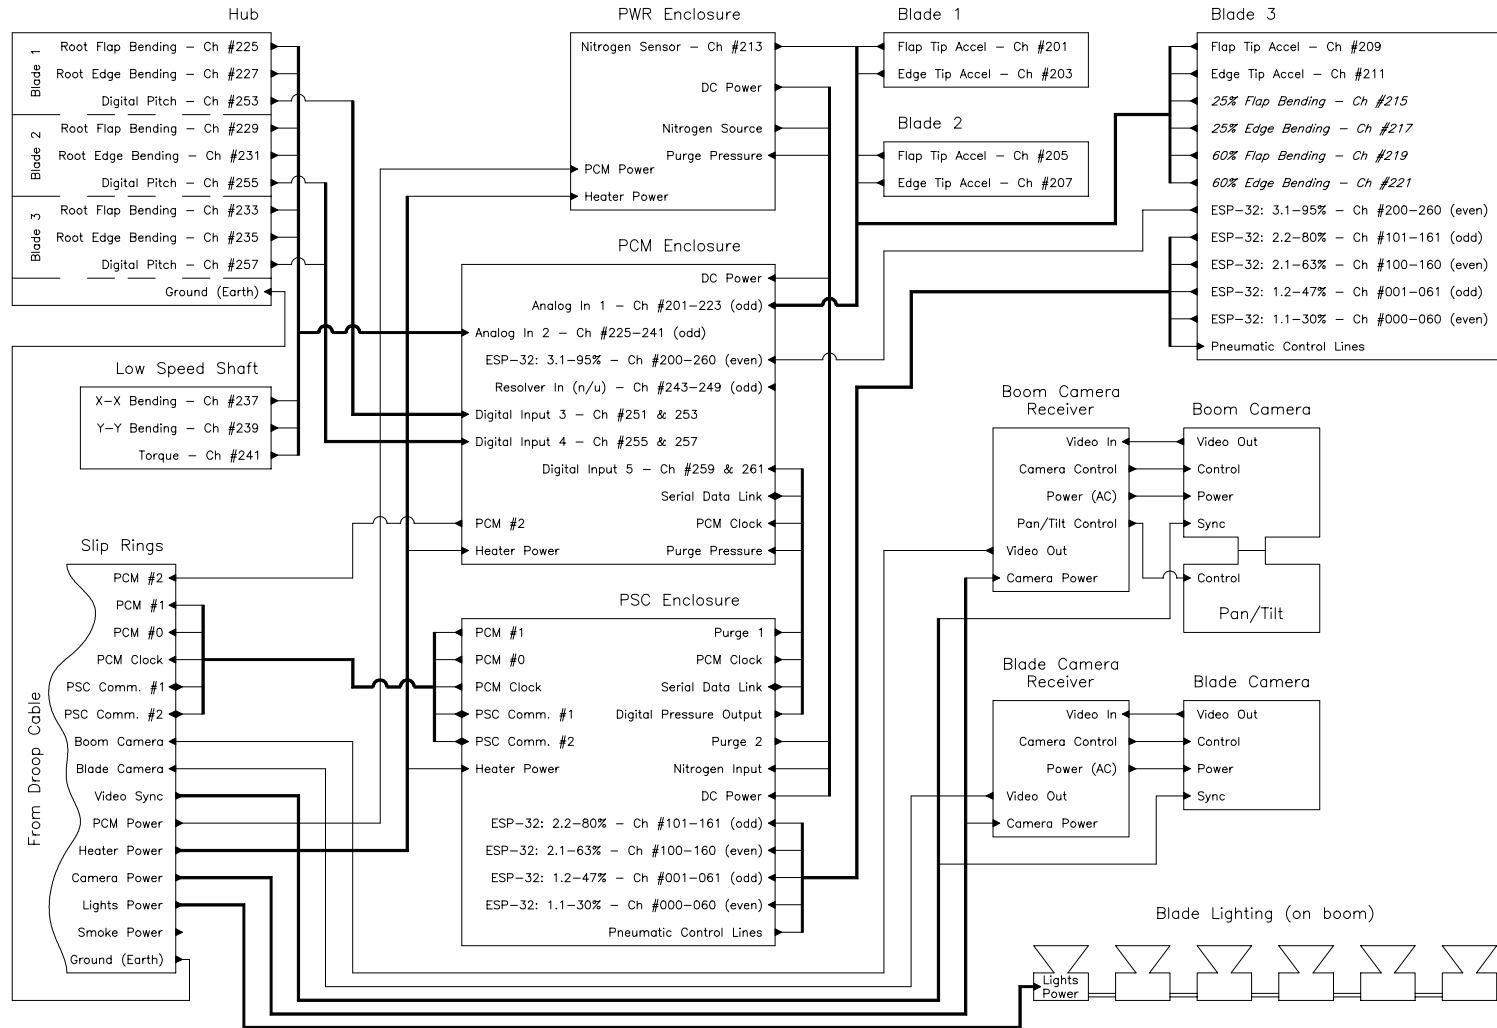 Hub
Blade 1
Root Flap Bending – Ch #225
Root Edge Bending – Ch #227
Digital Pitch – Ch #253
Blade 2
Root Flap Bending – Ch #229
Root Edge Bending – Ch #231
Digital Pitch – Ch #255
Blade 3
Root Flap Bending – Ch #233
Root Edge Bending – Ch #235
Digital Pitch – Ch #257
Ground (Earth)
Low Speed Shaft
X–X Bending – Ch #237
Y–Y Bending – Ch #239
Torque – Ch #241
Slip Rings
From Droop Cable
PCM #2
PCM #1
PCM #0
PCM Clock
PSC Comm. #1
PSC Comm. #2
Boom Camera
Blade Camera
Video Sync
PCM Power
Heater Power
Camera Power
Lights Power
Smoke Power
Ground (Earth)
PWR Enclosure
Nitrogen Sensor – Ch #213
DC Power
Nitrogen Source
Purge Pressure
PCM Power
Heater Power
PCM Enclosure
DC Power
Analog In 1 – Ch #201–223 (odd)
Analog In 2 – Ch #225–241 (odd)
ESP–32: 3.1–95% – Ch #200–260 (even)
Resolver In (n/u) – Ch #243–249 (odd)
Digital Input 3 – Ch #251 & 253
Digital Input 4 – Ch #255 & 257
Digital Input 5 – Ch #259 & 261
Serial Data Link
PCM #2
PCM Clock
Heater Power
Purge Pressure
PSC Enclosure
PCM #1
Purge 1
PCM #0
PCM Clock
PCM Clock
Serial Data Link
PSC Comm. #1
Digital Pressure Output
PSC Comm. #2
Purge 2
Heater Power
Nitrogen Input
DC Power
ESP–32: 2.2–80% – Ch #101–161 (odd)
ESP–32: 2.1–63% – Ch #100–160 (even)
ESP–32: 1.2–47% – Ch #001–061 (odd)
ESP–32: 1.1–30% – Ch #000–060 (even)
Pneumatic Control Lines
Blade 1
Flap Tip Accel – Ch #201
Edge Tip Accel – Ch #203
Blade 2
Flap Tip Accel – Ch #205
Edge Tip Accel – Ch #207
Blade 3
Flap Tip Accel – Ch #209
Edge Tip Accel – Ch #211
25% Flap Bending – Ch #215
25% Edge Bending – Ch #217
60% Flap Bending – Ch #219
60% Edge Bending – Ch #221
ESP–32: 3.1–95% – Ch #200–260 (even)
ESP–32: 2.2–80% – Ch #101–161 (odd)
ESP–32: 2.1–63% – Ch #100–160 (even)
ESP–32: 1.2–47% – Ch #001–061 (odd)
ESP–32: 1.1–30% – Ch #000–060 (even)
Pneumatic Control Lines
Boom Camera
Receiver
Video In
Camera Control
Power (AC)
Pan/Tilt Control
Video Out
Camera Power
Boom Camera
Video Out
Control
Power
Sync
Control
Pan/Tilt
Blade Camera
Receiver
Video In
Camera Control
Power (AC)
Video Out
Camera Power
Blade Camera
Video Out
Control
Power
Sync
Blade Lighting (on boom)
Lights
Power